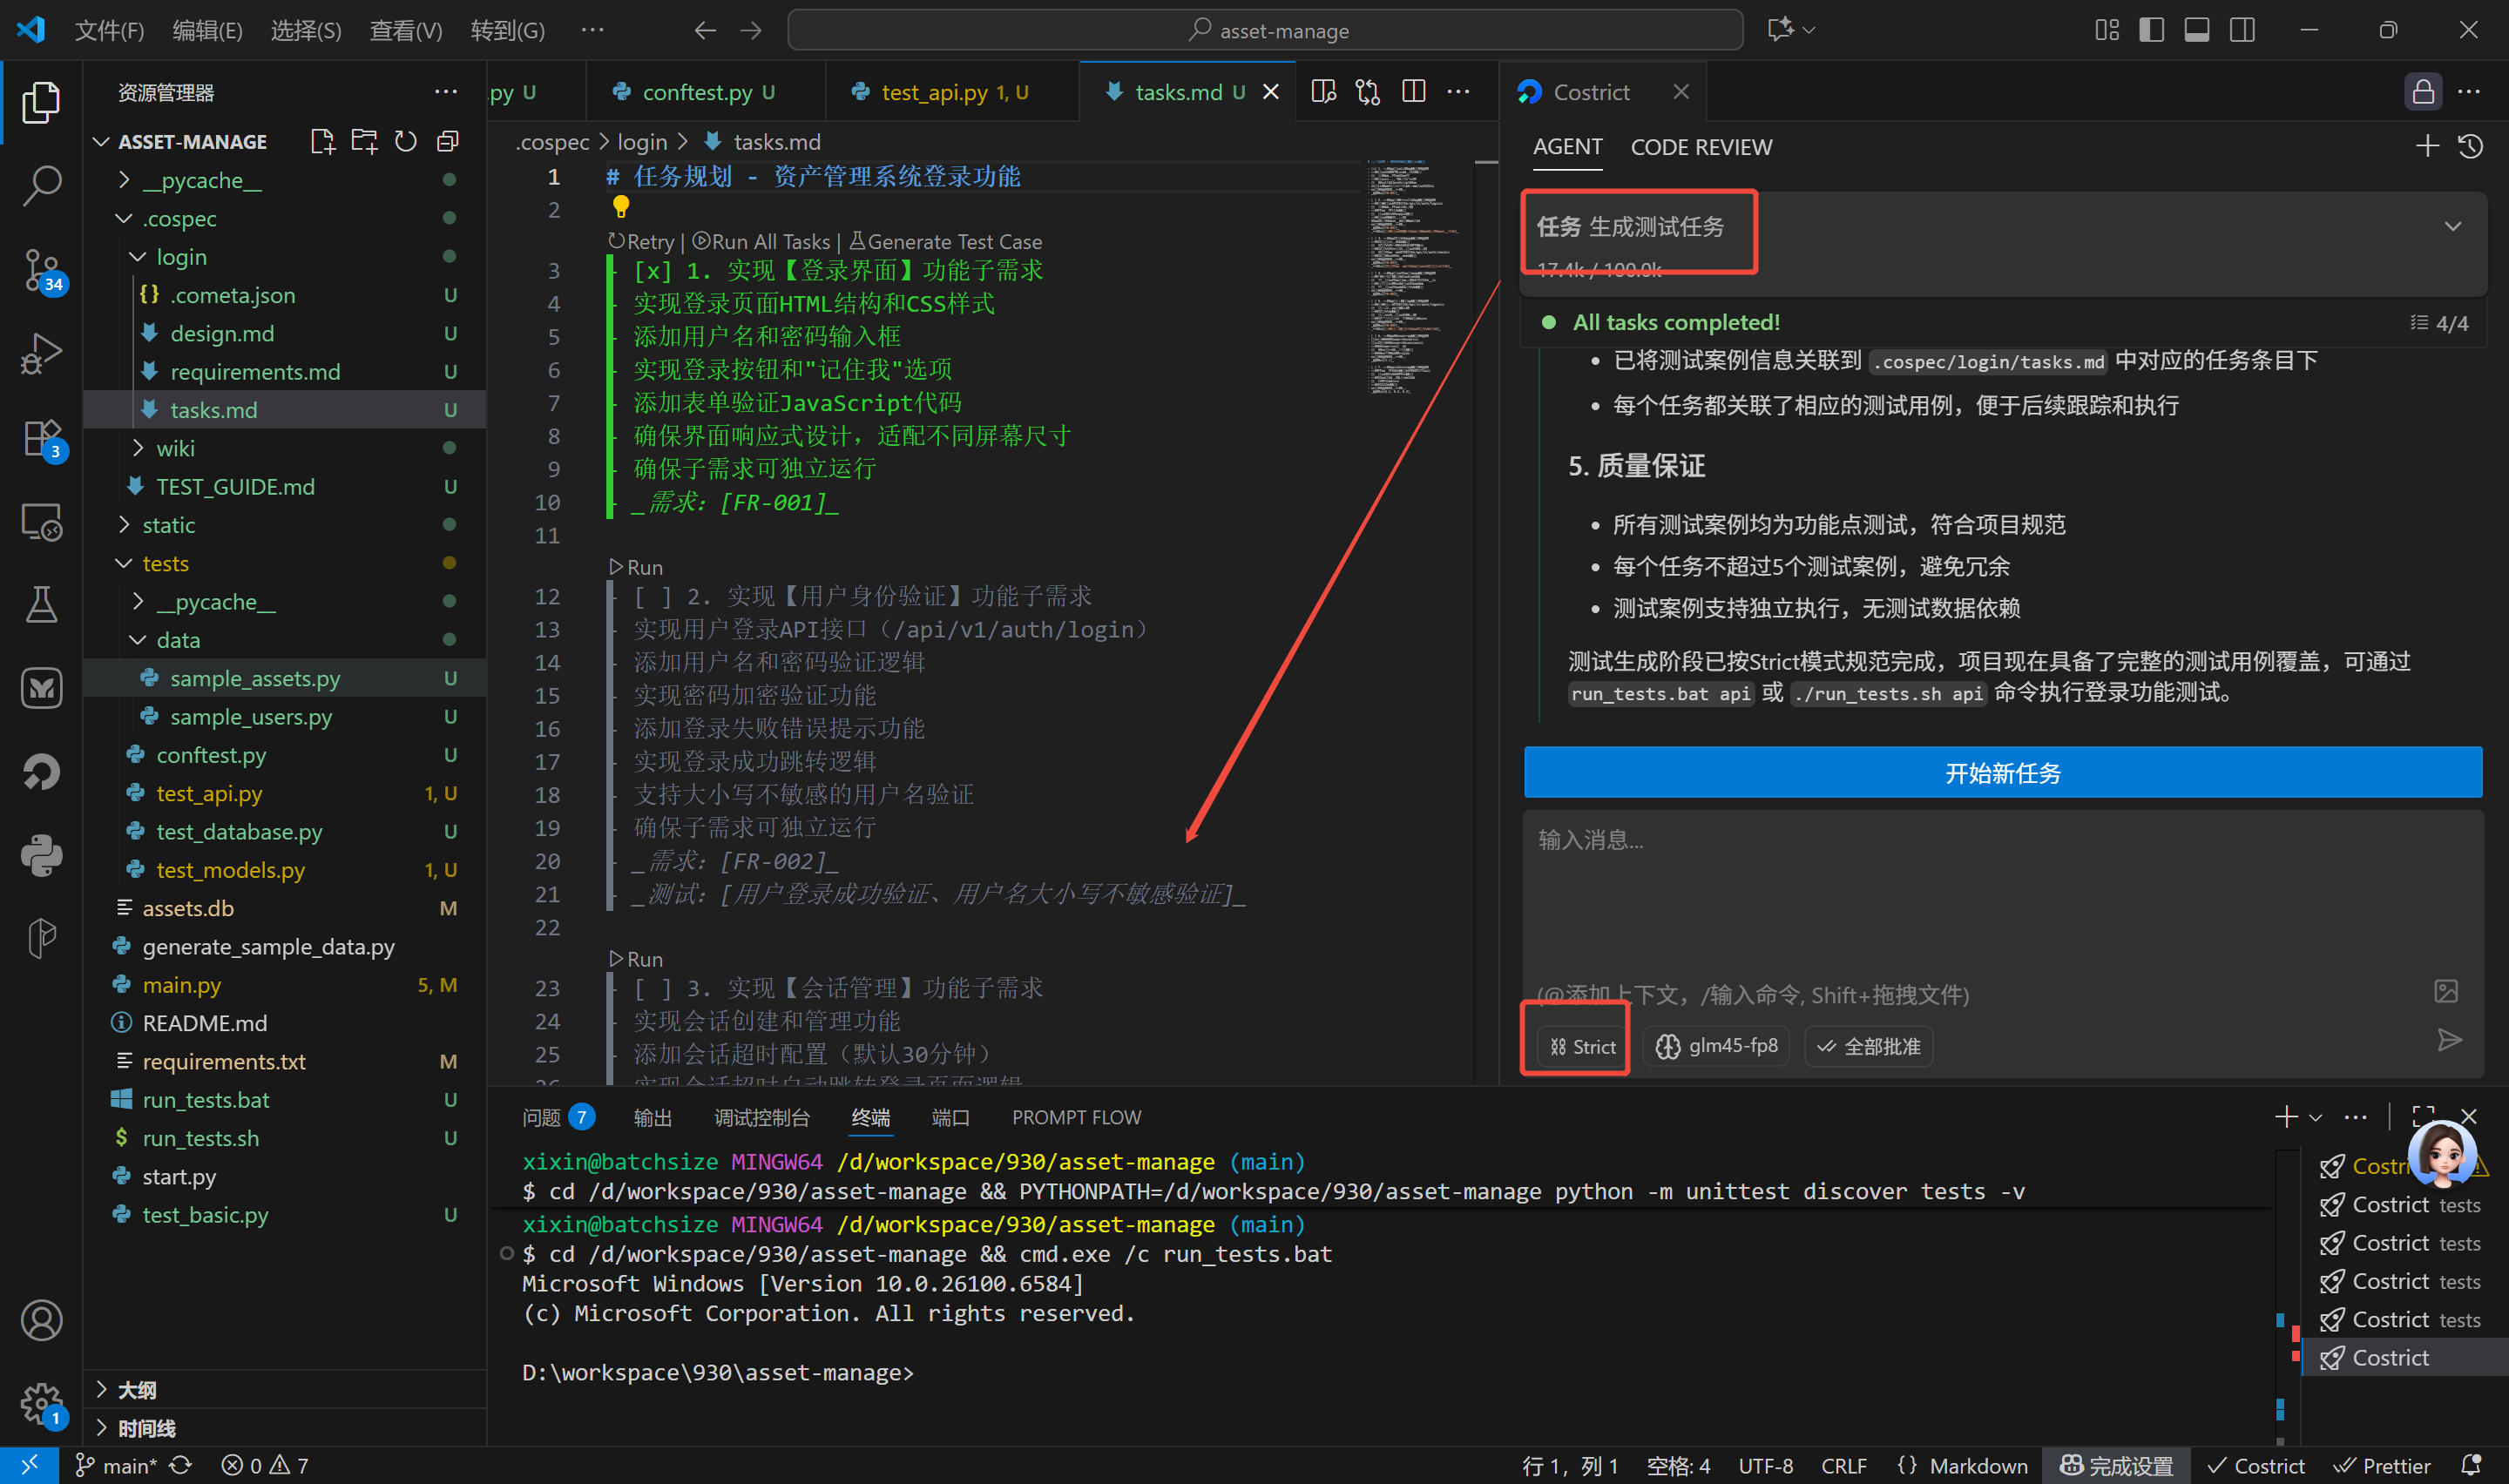 文件(F) 编辑(E) 选择(S) 查看(V) 转到(G) ··· asset-manage
资源管理器
ASSET-MANAGE
__pycache__
.cospec
login
.cometa.json U
design.md U
requirements.md U
tasks.md U
wiki
TEST_GUIDE.md U
static
tests
__pycache__
data
sample_assets.py U
sample_users.py U
conftest.py U
test_api.py 1, U
test_database.py U
test_models.py 1, U
assets.db M
generate_sample_data.py
main.py 5, M
README.md
requirements.txt M
run_tests.bat U
run_tests.sh U
start.py
test_basic.py U
大纲
时间线
34
3
1
.py U conftest.py U test_api.py 1, U tasks.md U
.cospec > login > tasks.md
1 # 任务规划 - 资产管理系统登录功能
2
Retry | Run All Tasks | Generate Test Case
3 - [x] 1. 实现【登录界面】功能子需求
4 - 实现登录页面HTML结构和CSS样式
5 - 添加用户名和密码输入框
6 - 实现登录按钮和"记住我"选项
7 - 添加表单验证JavaScript代码
8 - 确保界面响应式设计，适配不同屏幕尺寸
9 - 确保子需求可独立运行
10 - _需求：[FR-001]_
11
Run
12 - [ ] 2. 实现【用户身份验证】功能子需求
13 - 实现用户登录API接口（/api/v1/auth/login）
14 - 添加用户名和密码验证逻辑
15 - 实现密码加密验证功能
16 - 添加登录失败错误提示功能
17 - 实现登录成功跳转逻辑
18 - 支持大小写不敏感的用户名验证
19 - 确保子需求可独立运行
20 - _需求：[FR-002]_
21 - _测试：[用户登录成功验证、用户名大小写不敏感验证]_
22
Run
23 - [ ] 3. 实现【会话管理】功能子需求
24 - 实现会话创建和管理功能
25 - 添加会话超时配置（默认30分钟）
26 - 实现会话超时自动跳转登录页面逻辑
Costrict
AGENT CODE REVIEW
任务 生成测试任务
17.4k / 100.0k
All tasks completed! 4/4
• 已将测试案例信息关联到 .cospec/login/tasks.md 中对应的任务条目下
• 每个任务都关联了相应的测试用例，便于后续跟踪和执行
5. 质量保证
• 所有测试案例均为功能点测试，符合项目规范
• 每个任务不超过5个测试案例，避免冗余
• 测试案例支持独立执行，无测试数据依赖
测试生成阶段已按Strict模式规范完成，项目现在具备了完整的测试用例覆盖，可通过
run_tests.bat api 或 ./run_tests.sh api 命令执行登录功能测试。
开始新任务
输入消息...
(@添加上下文，/输入命令, Shift+拖拽文件)
Strict glm45-fp8 全部批准
问题 7 输出 调试控制台 终端 端口 PROMPT FLOW
xixin@batchsize MINGW64 /d/workspace/930/asset-manage (main)
$ cd /d/workspace/930/asset-manage && PYTHONPATH=/d/workspace/930/asset-manage python -m unittest discover tests -v
xixin@batchsize MINGW64 /d/workspace/930/asset-manage (main)
$ cd /d/workspace/930/asset-manage && cmd.exe /c run_tests.bat
Microsoft Windows [Version 10.0.26100.6584]
(c) Microsoft Corporation. All rights reserved.
D:\workspace\930\asset-manage>
Costri
Costrict tests
Costrict tests
Costrict tests
Costrict tests
Costrict
main* 0 7 行 1，列 1 空格: 4 UTF-8 CRLF {} Markdown 完成设置 Costrict Prettier